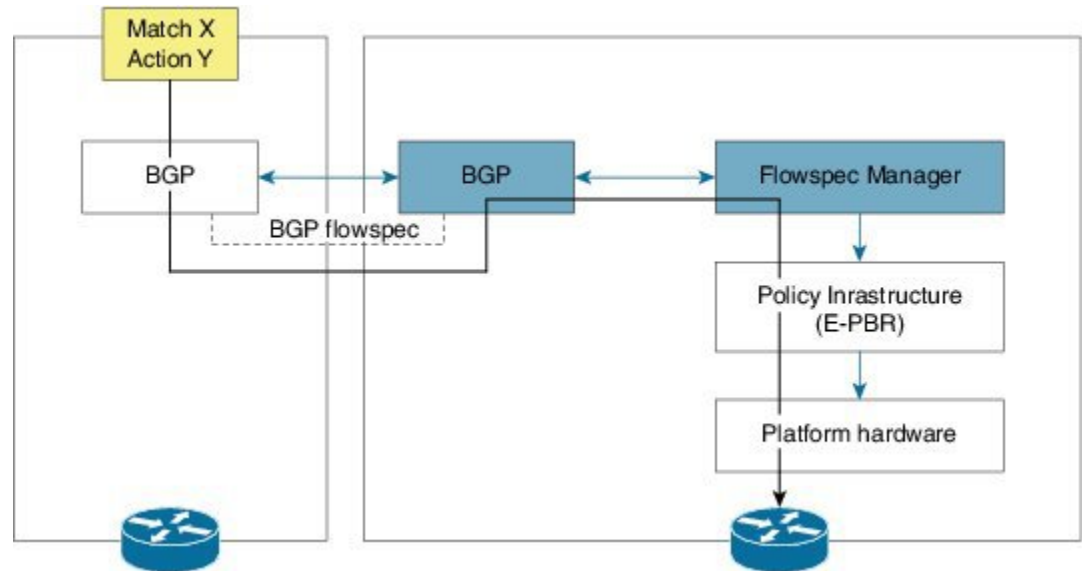 Match X
Action Y
BGP
BGP
Flowspec Manager
BGP flowspec
Policy Inrastructure
(E-PBR)
Platform hardware